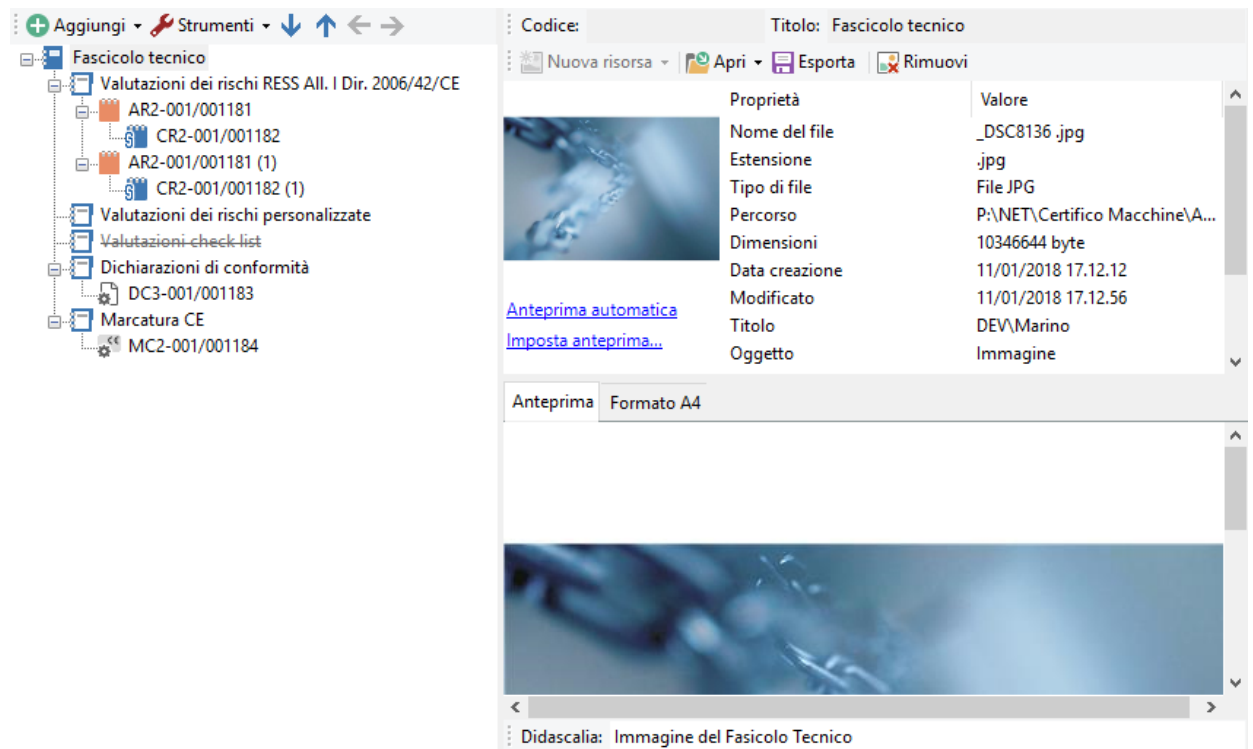 Aggiungi Strumenti
Fascicolo tecnico
Valutazioni dei rischi RESS All. I Dir. 2006/42/CE
AR2-001/001181
CR2-001/001182
AR2-001/001181 (1)
CR2-001/001182 (1)
Valutazioni dei rischi personalizzate
Valutazioni check list
Dichiarazioni di conformità
DC3-001/001183
Marcatura CE
MC2-001/001184
Codice: Titolo: Fascicolo tecnico
Nuova risorsa Apri Esporta Rimuovi
Proprietà Valore
Nome del file _DSC8136 .jpg
Estensione .jpg
Tipo di file File JPG
Percorso P:\NET\Certifico Macchine\A...
Dimensioni 10346644 byte
Data creazione 11/01/2018 17.12.12
Modificato 11/01/2018 17.12.56
Titolo DEV\Marino
Oggetto Immagine
Anteprima automatica
Imposta anteprima...
Anteprima Formato A4
Didascalia: Immagine del Fasicolo Tecnico